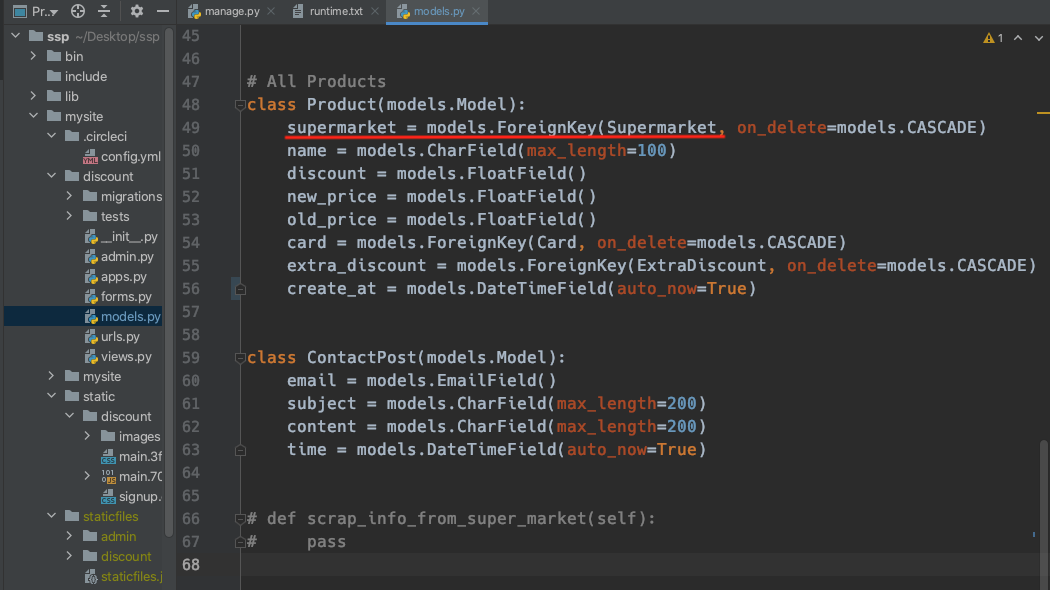 Pr..
manage.py
runtime.txt
models.py
ssp ~/Desktop/ssp
bin
include
lib
mysite
.circleci
config.yml
discount
migrations
tests
__init__.py
admin.py
apps.py
forms.py
models.py
urls.py
views.py
mysite
static
discount
images
main.3f
main.70
signup.
staticfiles
admin
discount
staticfiles.j
1
45
46
47 # All Products
48 class Product(models.Model):
49 supermarket = models.ForeignKey(Supermarket, on_delete=models.CASCADE)
50 name = models.CharField(max_length=100)
51 discount = models.FloatField()
52 new_price = models.FloatField()
53 old_price = models.FloatField()
54 card = models.ForeignKey(Card, on_delete=models.CASCADE)
55 extra_discount = models.ForeignKey(ExtraDiscount, on_delete=models.CASCADE)
56 create_at = models.DateTimeField(auto_now=True)
57
58
59 class ContactPost(models.Model):
60 email = models.EmailField()
61 subject = models.CharField(max_length=200)
62 content = models.CharField(max_length=200)
63 time = models.DateTimeField(auto_now=True)
64
65
66 # def scrap_info_from_super_market(self):
67 # pass
68